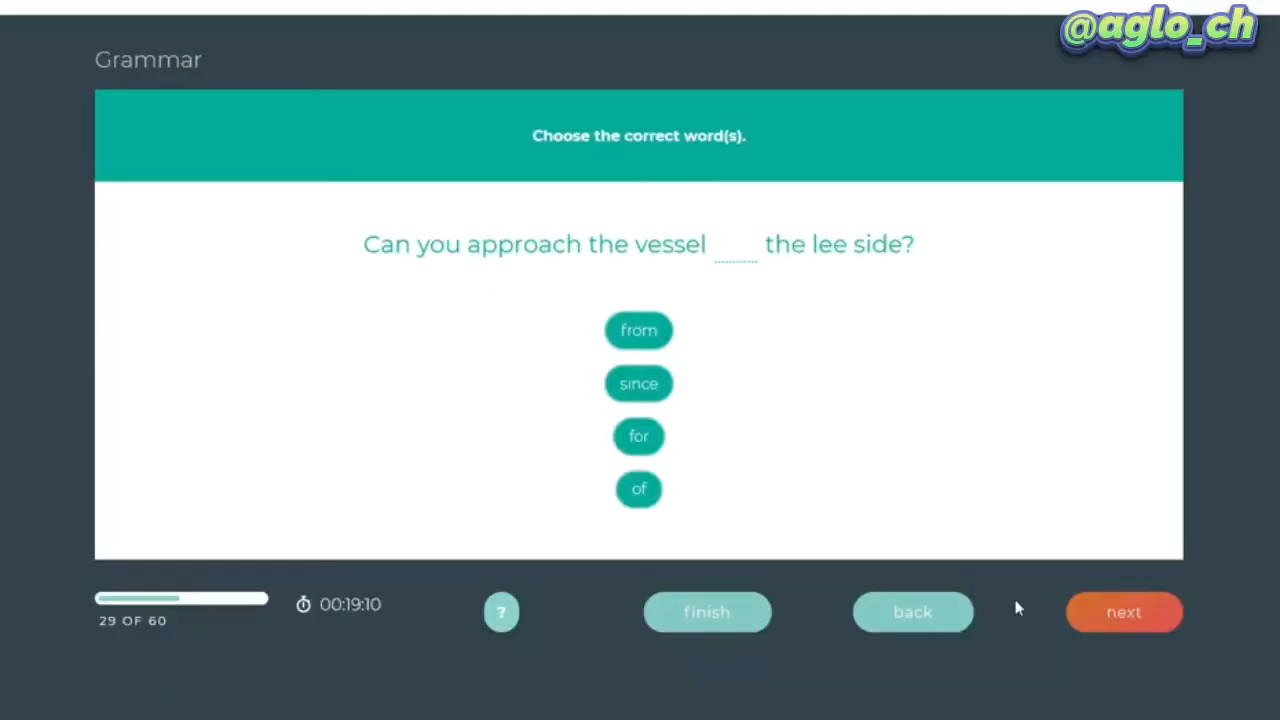 @aglo_ch
Grammar
Choose the correct word(s).
Can you approach the vessel ____ the lee side?
from
since
for
of
29 OF 60
00:19:10
?
finish
back
next